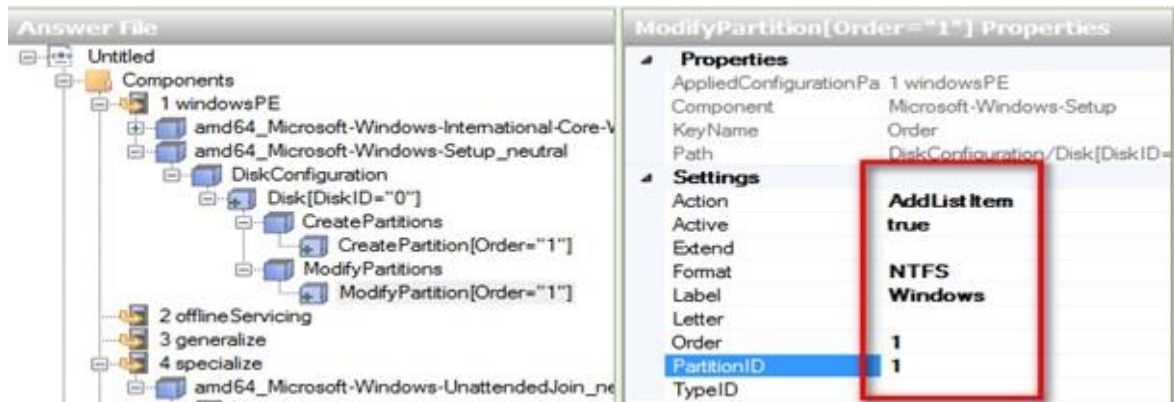 Answer File
Untitled
Components
1 windowsPE
amd64_Microsoft-Windows-International-Core-
amd64_Microsoft-Windows-Setup_neutral
DiskConfiguration
Disk[DiskID="0"]
CreatePartitions
CreatePartition[Order="1"]
ModifyPartitions
ModifyPartition[Order="1"]
2 offlineServicing
3 generalize
4 specialize
amd64_Microsoft-Windows-UnattendedJoin_ne
ModifyPartition[Order="1"] Properties
Properties
AppliedConfigurationPa 1 windowsPE
Component Microsoft-Windows-Setup
KeyName Order
Path DiskConfiguration/Disk[DiskID=
Settings
Action AddListItem
Active true
Extend
Format NTFS
Label Windows
Letter
Order 1
PartitionID 1
TypeID